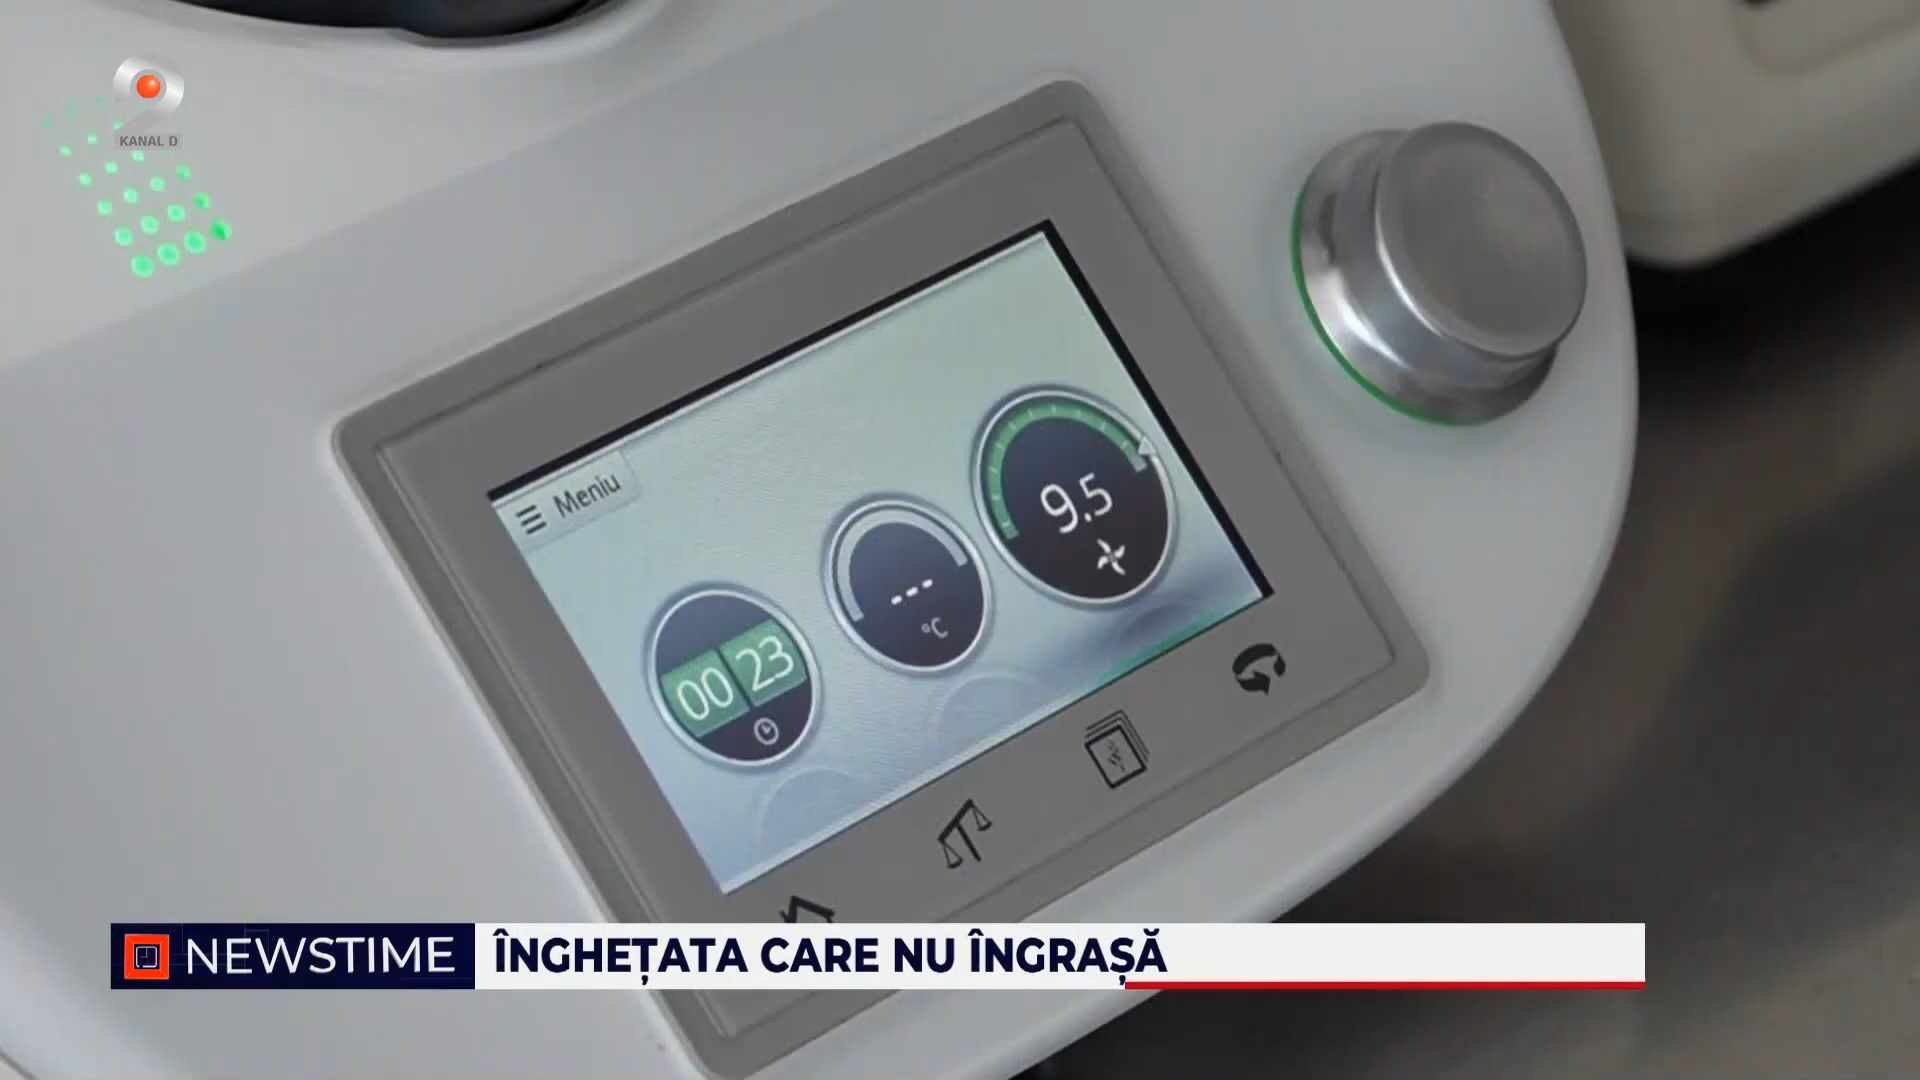 KANAL D
Meniu
9.5
---
°C
00 23
NEWSTIME ÎNGHEȚATA CARE NU ÎNGRAȘĂ